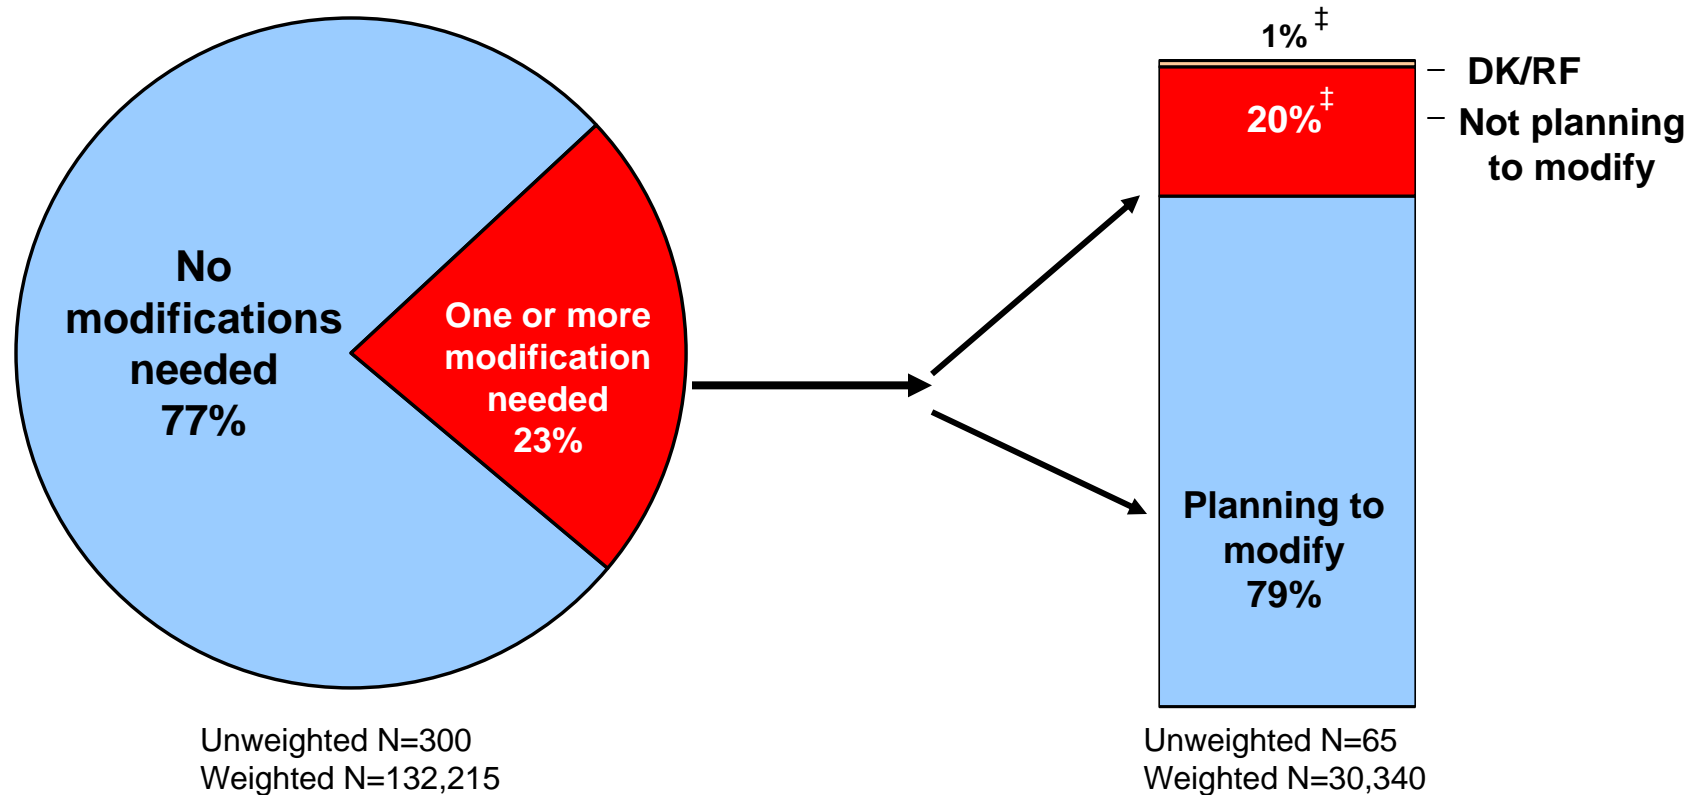 No
modifications
needed
77%
One or more
modification
needed
23%
Unweighted N=300
Weighted N=132,215
1%‡
DK/RF
20%‡
Not planning
to modify
Planning to
modify
79%
Unweighted N=65
Weighted N=30,340